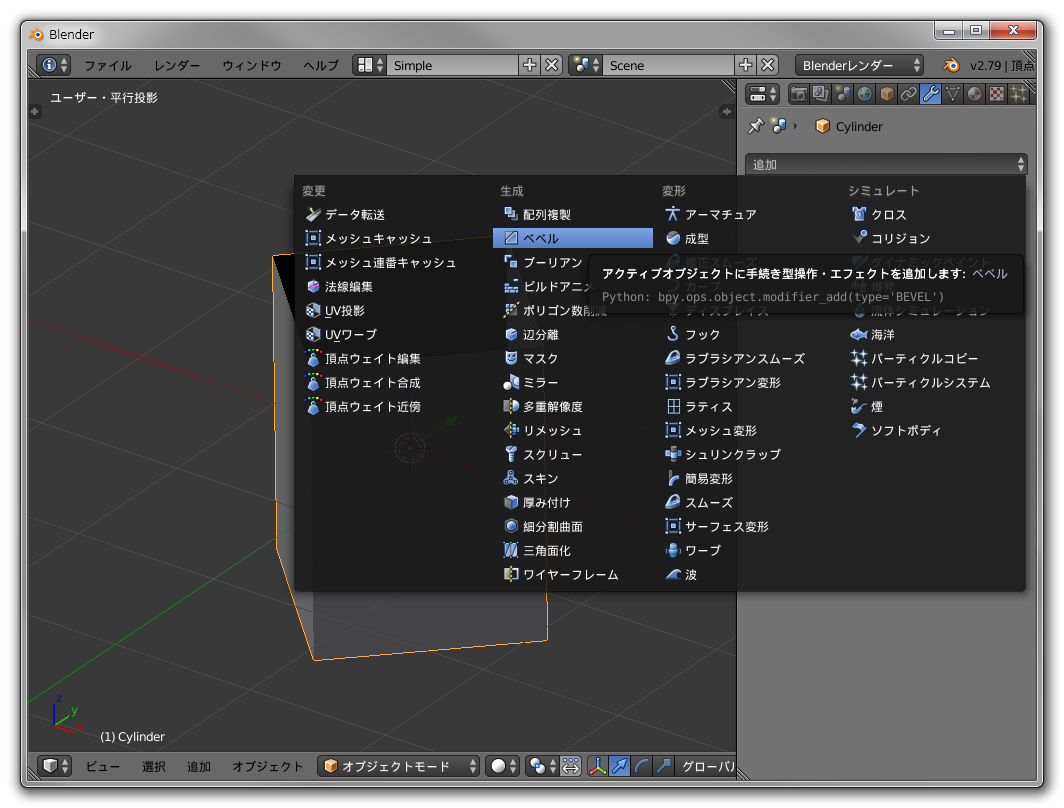 Blender
ファイル レンダー ウィンドウ ヘルプ Simple Scene Blenderレンダー v2.79 | 頂点
ユーザー・平行投影
Cylinder
追加
変更
データ転送
メッシュキャッシュ
メッシュ連番キャッシュ
法線編集
UV投影
UVワープ
頂点ウェイト編集
頂点ウェイト合成
頂点ウェイト近傍
生成
配列複製
ベベル
ブーリアン
ビルドアニメ
ポリゴン数削減
辺分離
マスク
ミラー
多重解像度
リメッシュ
スクリュー
スキン
厚み付け
細分割曲面
三角面化
ワイヤーフレーム
変形
アーマチュア
成型
矯正スムーズ
カーブ
ディスプレイス
フック
ラプラシアンスムーズ
ラプラシアン変形
ラティス
メッシュ変形
シュリンクラップ
簡易変形
スムーズ
サーフェス変形
ワープ
波
シミュレート
クロス
コリジョン
ダイナミックペイント
爆発
流体シミュレーション
海洋
パーティクルコピー
パーティクルシステム
煙
ソフトボディ
アクティブオブジェクトに手続き型操作・エフェクトを追加します: ベベル
Python: bpy.ops.object.modifier_add(type='BEVEL')
z
y
x
(1) Cylinder
ビュー 選択 追加 オブジェクト オブジェクトモード グローバル